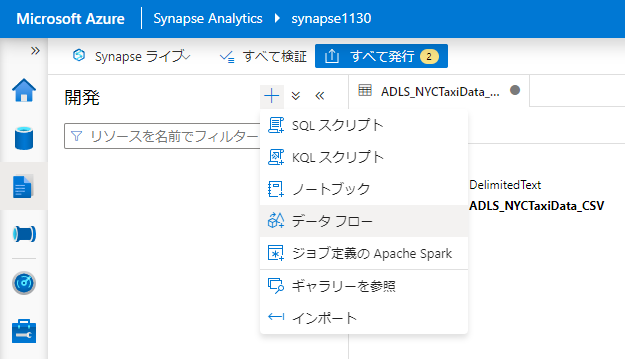 Microsoft Azure Synapse Analytics synapse1130
Synapse ライブ すべて検証 すべて発行 2
開発
ADLS_NYCTaxiData_...
リソースを名前でフィルター
SQL スクリプト
KQL スクリプト
ノートブック
データ フロー
ジョブ定義の Apache Spark
ギャラリーを参照
インポート
DelimitedText
ADLS_NYCTaxiData_CSV